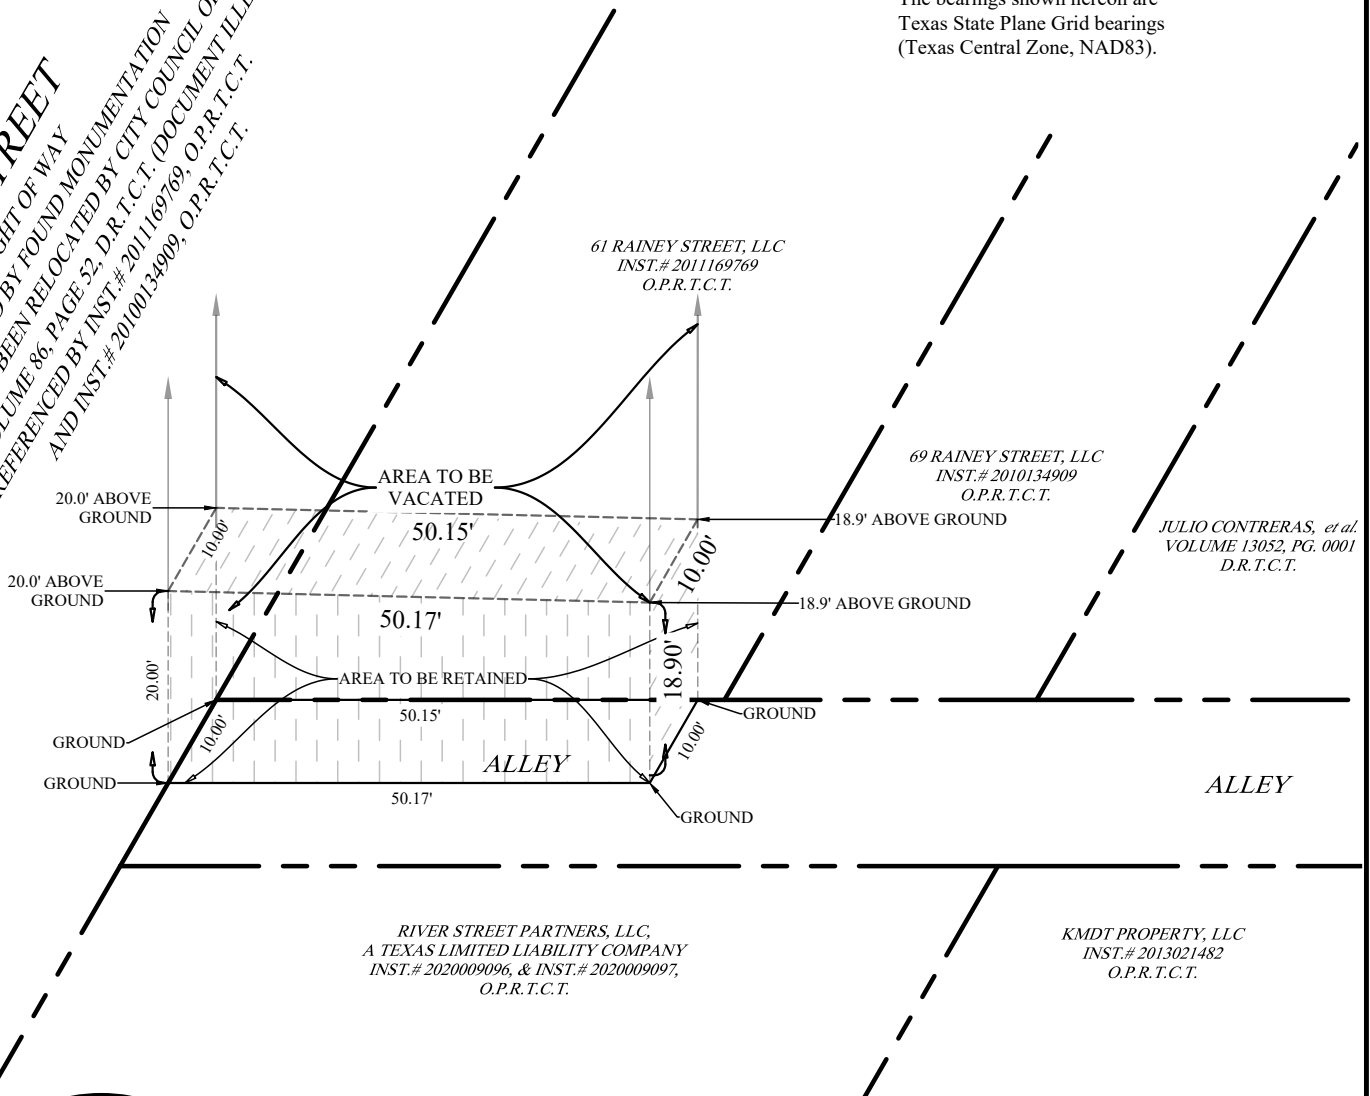 The bearings shown hereon are
Texas State Plane Grid bearings
(Texas Central Zone, NAD83).
GHT OF WAY
BY FOUND MONUMENTATION
BEEN RELOCATED BY CITY COUNCIL
LUME 86, PAGE 52, D.R.T.C.T. (DOCUMENT ILLE
REFERENCED BY INST.# 2011169769, O.P.R.T.C.T.
AND INST.# 2010134909, O.P.R.T.C.T.
61 RAINEY STREET, LLC
INST.# 2011169769
O.P.R.T.C.T.
69 RAINEY STREET, LLC
INST.# 2010134909
O.P.R.T.C.T.
JULIO CONTRERAS, et al.
VOLUME 13052, PG. 0001
D.R.T.C.T.
AREA TO BE
VACATED
20.0' ABOVE
GROUND
10.00'
50.15'
10.00'
18.9' ABOVE GROUND
20.0' ABOVE
GROUND
50.17'
18.9' ABOVE GROUND
20.00'
AREA TO BE RETAINED
18.90'
50.15'
GROUND
GROUND
10.00'
10.00'
ALLEY
GROUND
50.17'
GROUND
ALLEY
RIVER STREET PARTNERS, LLC,
A TEXAS LIMITED LIABILITY COMPANY
INST.# 2020009096, & INST.# 2020009097,
O.P.R.T.C.T.
KMDT PROPERTY, LLC
INST.# 2013021482
O.P.R.T.C.T.